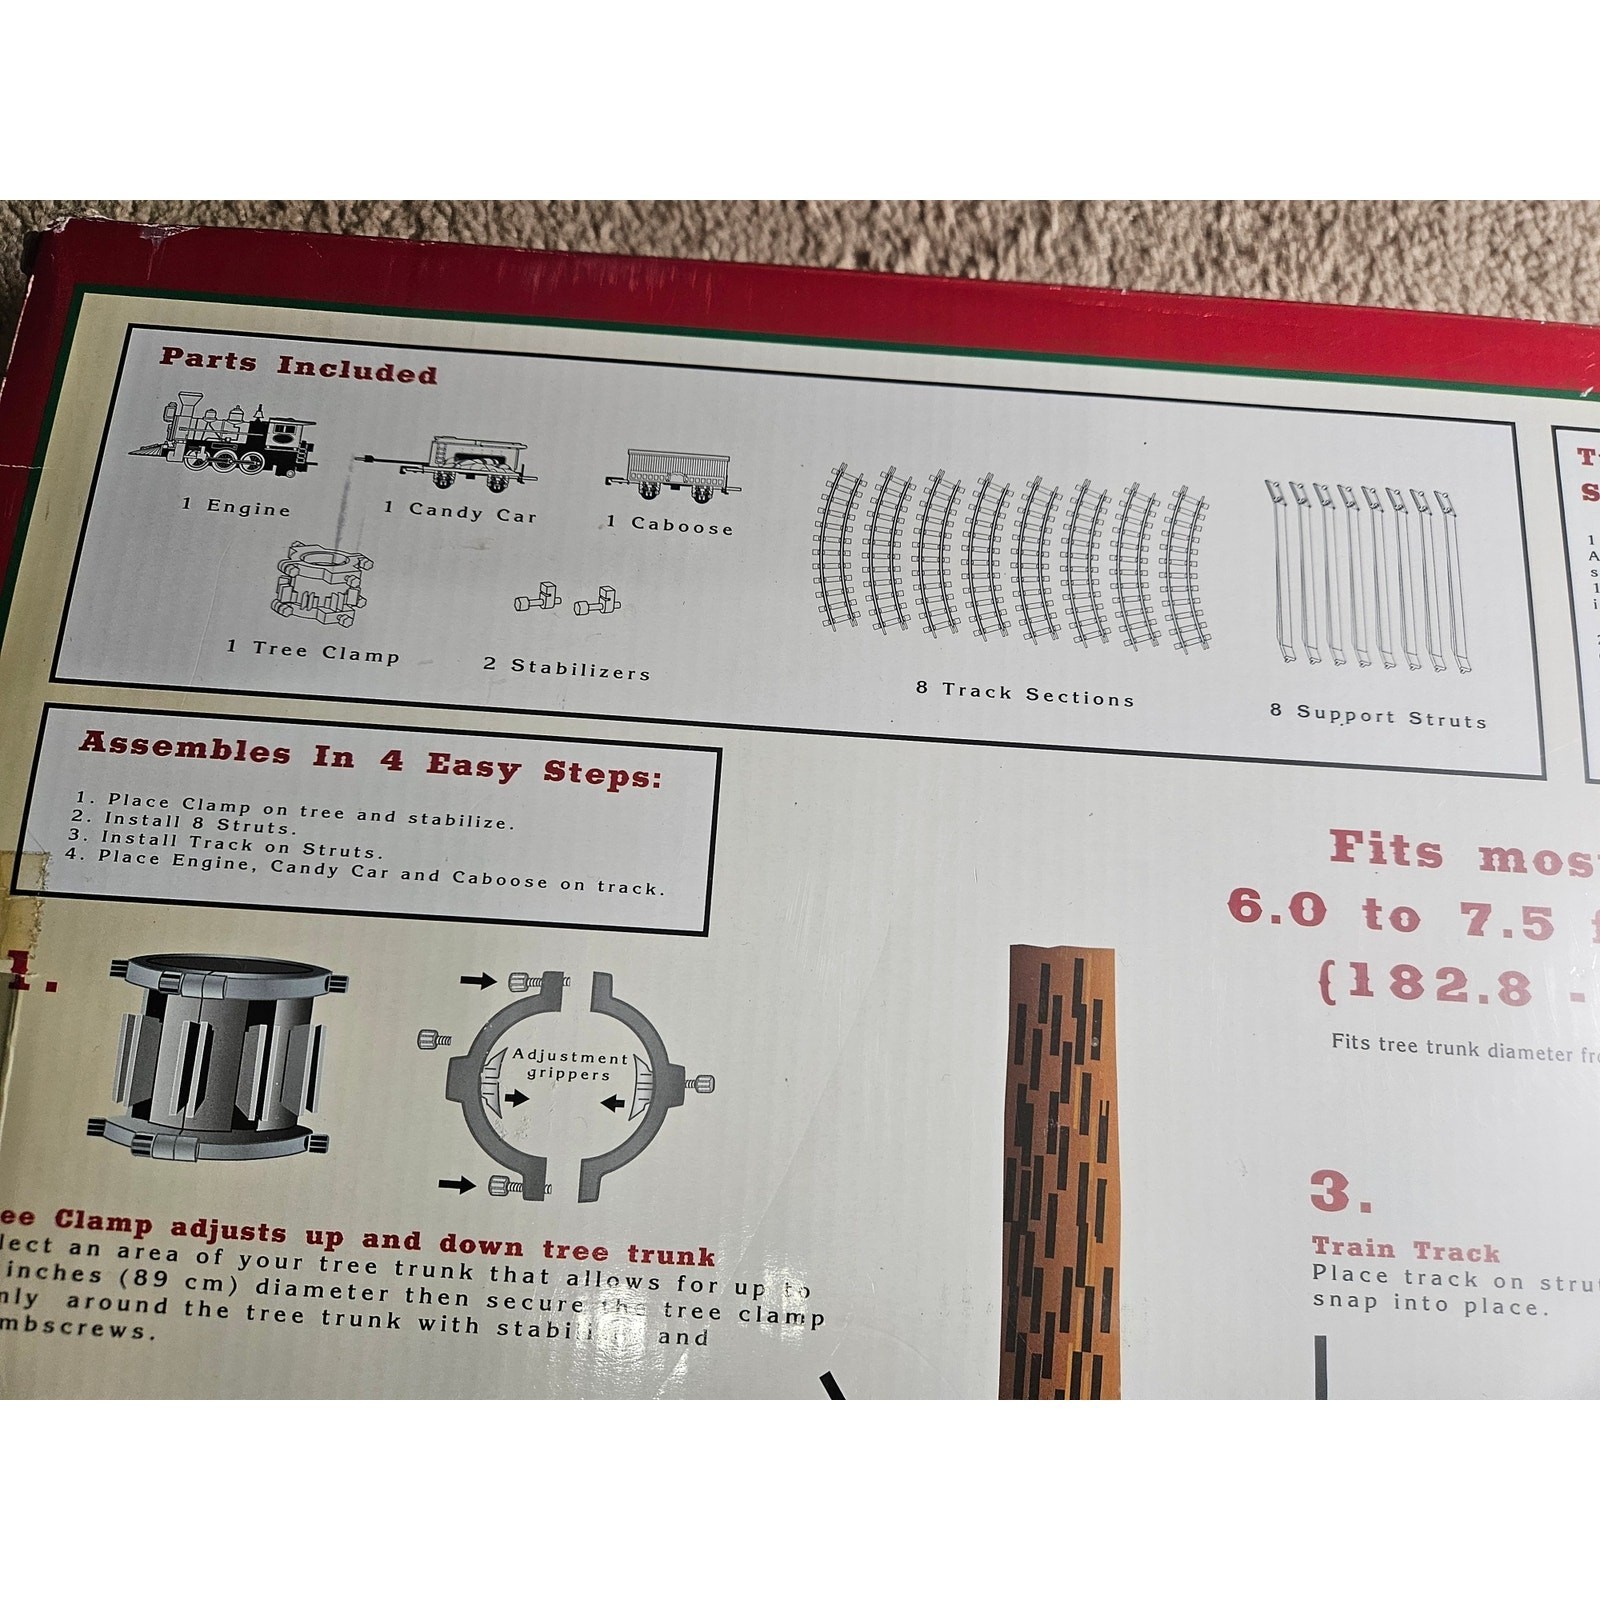 Parts Included
1 Engine
1 Candy Car
1 Caboose
1 Tree Clamp
2 Stabilizers
8 Track Sections
8 Support Struts
Assembles In 4 Easy Steps:
1. Place Clamp on tree and stabilize.
2. Install 8 Struts.
3. Install Track on Struts.
4. Place Engine, Candy Car and Caboose on track.
1.
Adjustment
grippers
ee Clamp adjusts up and down tree trunk
lect an area of your tree trunk that allows for up to
inches (89 cm) diameter then secure the tree clamp
nly around the tree trunk with and
mbscrews.
Fits
6.0 to 7.5
(182.8 -
Fits tree trunk diameter
3.
Train Track
Place track on
snap into place.